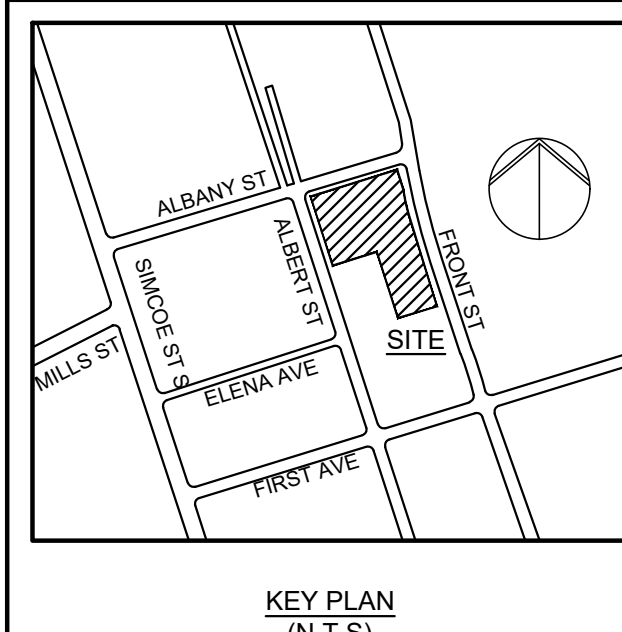 ALBANY ST
ALBERT ST
FRONT ST
SIMCOE ST S
SITE
MILLS ST
ELENA AVE
FIRST AVE
KEY PLAN
(N.T.S)